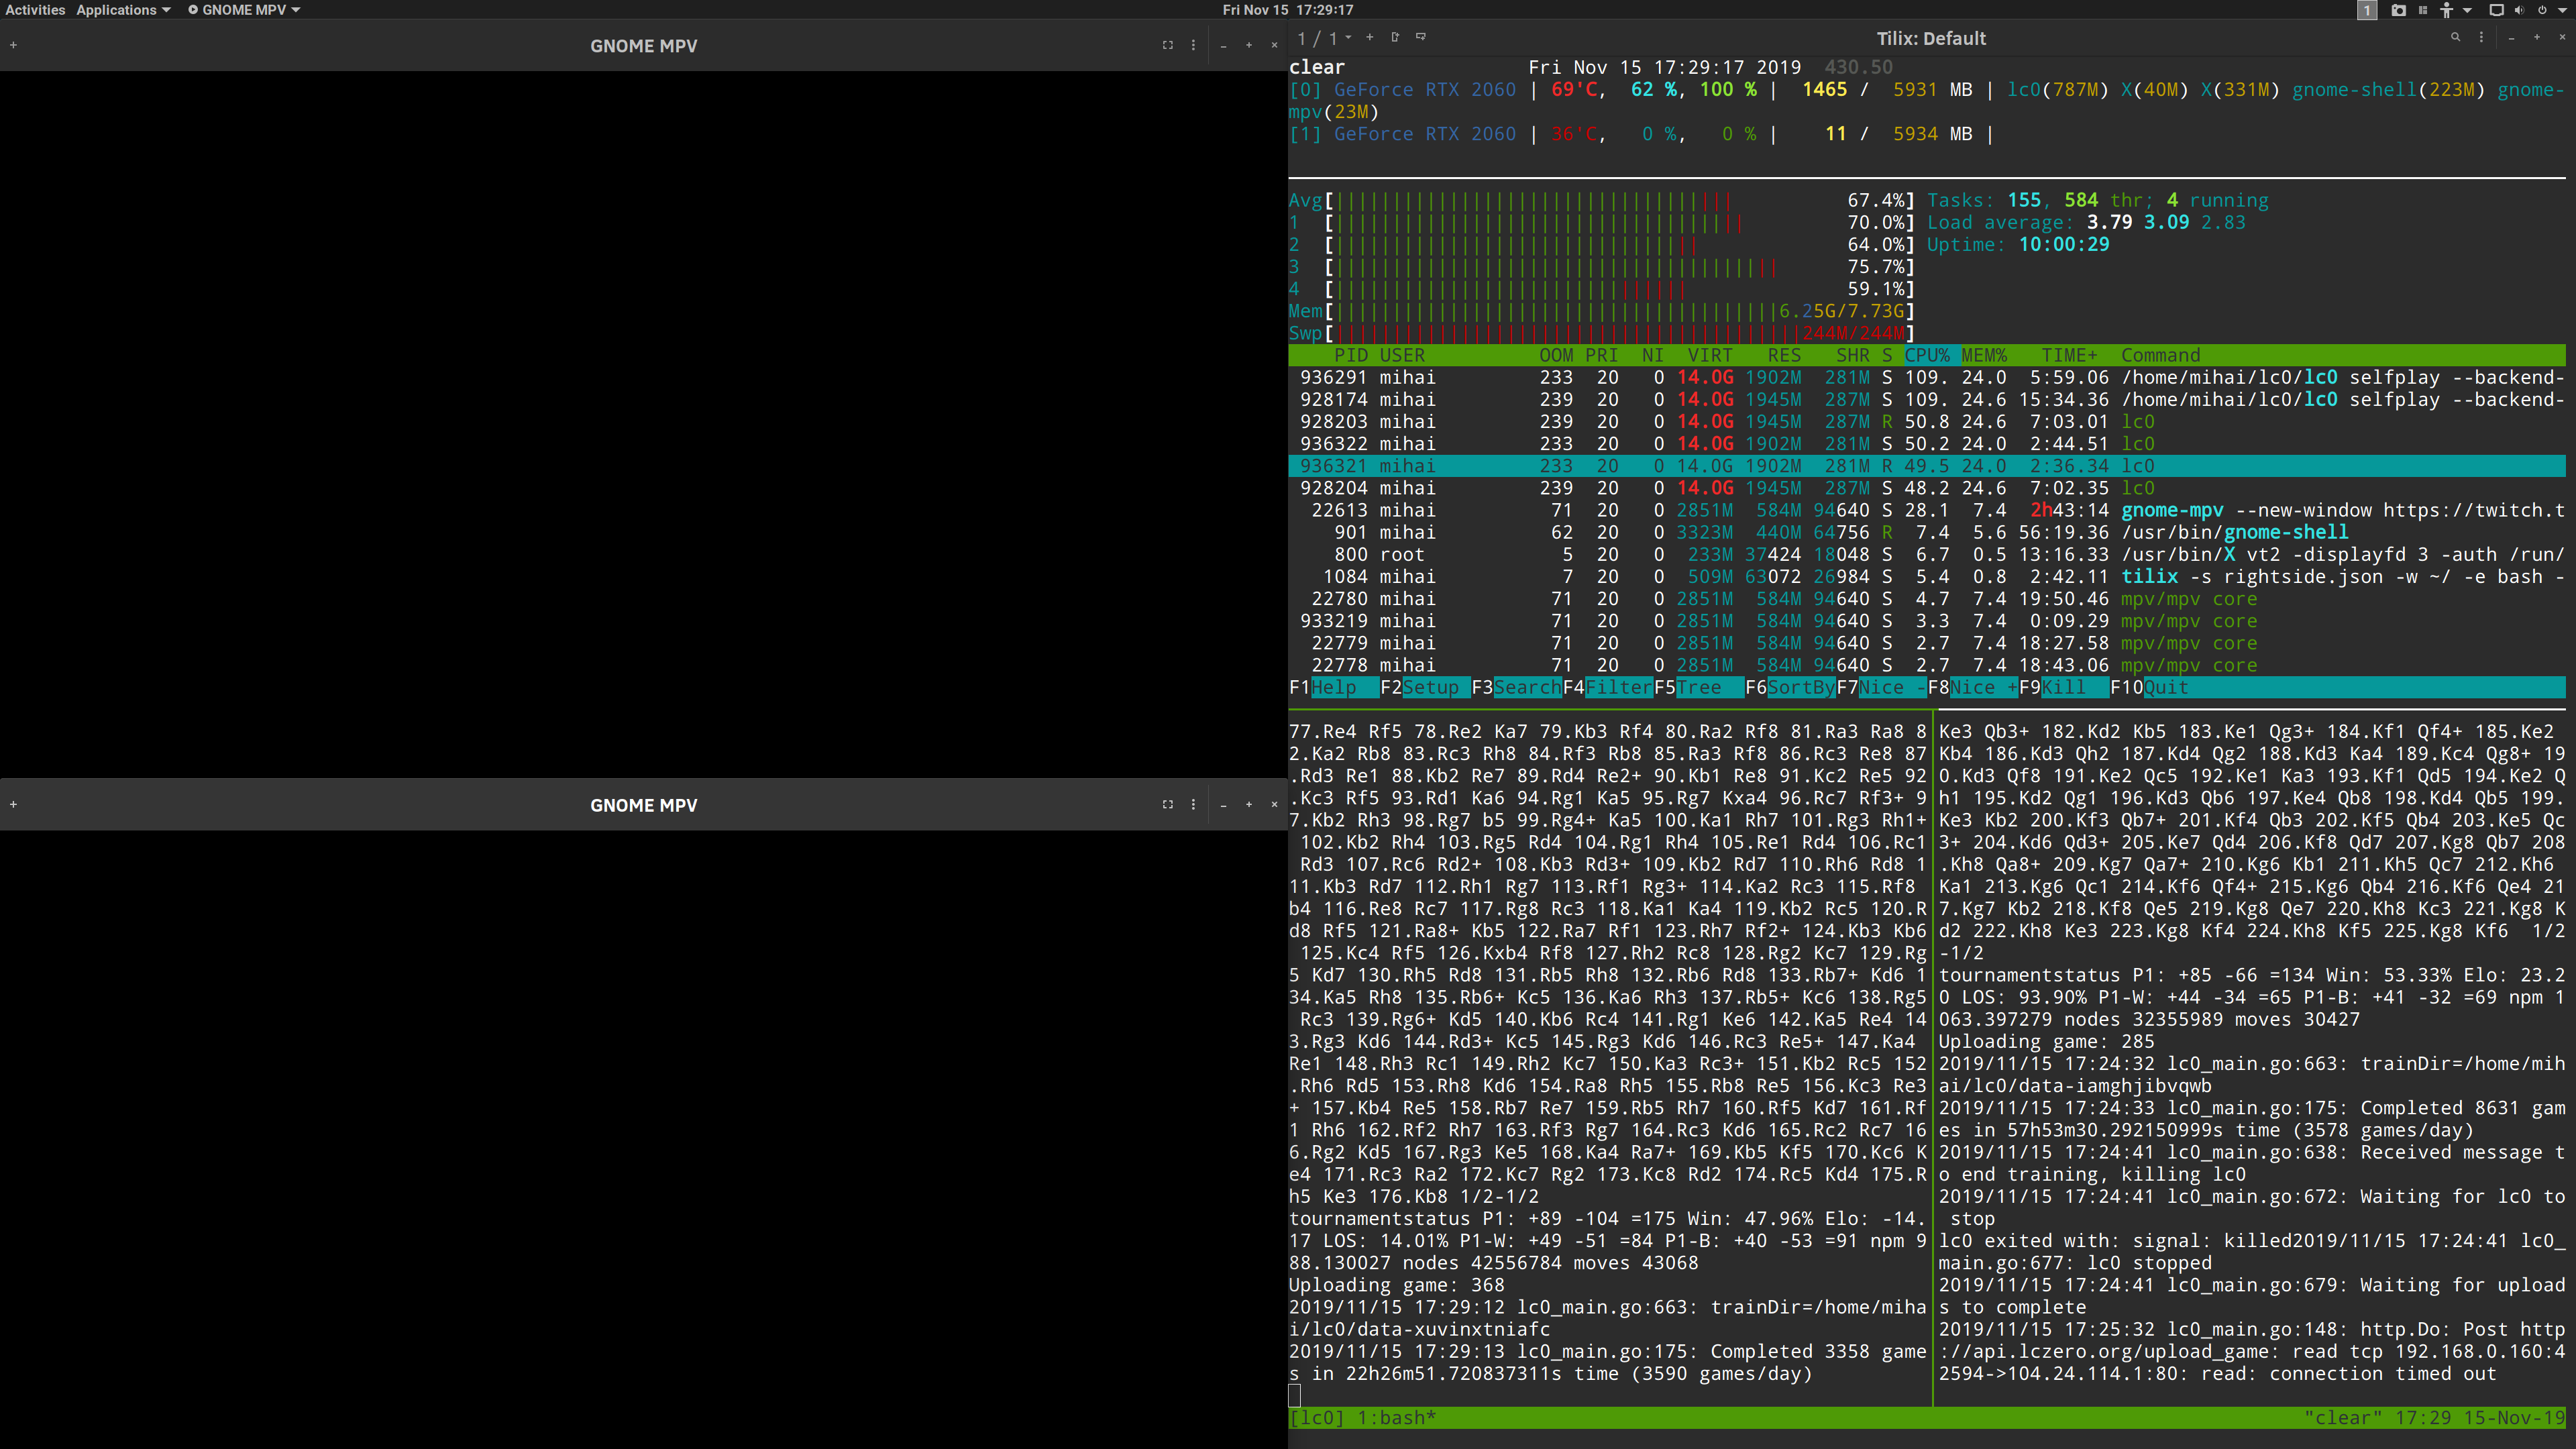 Activities Applications GNOME MPV Fri Nov 15 17:29:17 1
GNOME MPV
GNOME MPV
1 / 1 Tilix: Default
clear Fri Nov 15 17:29:17 2019 430.50
[0] GeForce RTX 2060 | 69'C, 62 %, 100 % | 1465 / 5931 MB | lc0(787M) X(40M) X(331M) gnome-shell(223M) gnome-
mpv(23M)
[1] GeForce RTX 2060 | 36'C, 0 %, 0 % | 11 / 5934 MB |
Avg[ 67.4%] Tasks: 155, 584 thr; 4 running
1 [ 70.0%] Load average: 3.79 3.09 2.83
2 [ 64.0%] Uptime: 10:00:29
3 [ 75.7%]
4 [ 59.1%]
Mem[ 6.25G/7.73G]
Swp[ 244M/244M]
PID USER OOM PRI NI VIRT RES SHR S CPU% MEM% TIME+ Command
936291 mihai 233 20 0 14.0G 1902M 281M S 109. 24.0 5:59.06 /home/mihai/lc0/lc0 selfplay --backend-
928174 mihai 239 20 0 14.0G 1945M 287M S 109. 24.6 15:34.36 /home/mihai/lc0/lc0 selfplay --backend-
928203 mihai 239 20 0 14.0G 1945M 287M R 50.8 24.6 7:03.01 lc0
936322 mihai 233 20 0 14.0G 1902M 281M S 50.2 24.0 2:44.51 lc0
936321 mihai 233 20 0 14.0G 1902M 281M R 49.5 24.0 2:36.34 lc0
928204 mihai 239 20 0 14.0G 1945M 287M S 48.2 24.6 7:02.35 lc0
22613 mihai 71 20 0 2851M 584M 94640 S 28.1 7.4 2h43:14 gnome-mpv --new-window https://twitch.t
901 mihai 62 20 0 3323M 440M 64756 R 7.4 5.6 56:19.36 /usr/bin/gnome-shell
800 root 5 20 0 233M 37424 18048 S 6.7 0.5 13:16.33 /usr/bin/X vt2 -displayfd 3 -auth /run/
1084 mihai 7 20 0 509M 63072 26984 S 5.4 0.8 2:42.11 tilix -s rightside.json -w ~/ -e bash -
22780 mihai 71 20 0 2851M 584M 94640 S 4.7 7.4 19:50.46 mpv/mpv core
933219 mihai 71 20 0 2851M 584M 94640 S 3.3 7.4 0:09.29 mpv/mpv core
22779 mihai 71 20 0 2851M 584M 94640 S 2.7 7.4 18:27.58 mpv/mpv core
22778 mihai 71 20 0 2851M 584M 94640 S 2.7 7.4 18:43.06 mpv/mpv core
F1Help F2Setup F3SearchF4FilterF5Tree F6SortByF7Nice -F8Nice +F9Kill F10Quit
77.Re4 Rf5 78.Re2 Ka7 79.Kb3 Rf4 80.Ra2 Rf8 81.Ra3 Ra8 8
2.Ka2 Rb8 83.Rc3 Rh8 84.Rf3 Rb8 85.Ra3 Rf8 86.Rc3 Re8 87
.Rd3 Re1 88.Kb2 Re7 89.Rd4 Re2+ 90.Kb1 Re8 91.Kc2 Re5 92
.Kc3 Rf5 93.Rd1 Ka6 94.Rg1 Ka5 95.Rg7 Kxa4 96.Rc7 Rf3+ 9
7.Kb2 Rh3 98.Rg7 b5 99.Rg4+ Ka5 100.Ka1 Rh7 101.Rg3 Rh1+
102.Kb2 Rh4 103.Rg5 Rd4 104.Rg1 Rh4 105.Re1 Rd4 106.Rc1
Rd3 107.Rc6 Rd2+ 108.Kb3 Rd3+ 109.Kb2 Rd7 110.Rh6 Rd8 1
11.Kb3 Rd7 112.Rh1 Rg7 113.Rf1 Rg3+ 114.Ka2 Rc3 115.Rf8
b4 116.Re8 Rc7 117.Rg8 Rc3 118.Ka1 Ka4 119.Kb2 Rc5 120.R
d8 Rf5 121.Ra8+ Kb5 122.Ra7 Rf1 123.Rh7 Rf2+ 124.Kb3 Kb6
125.Kc4 Rf5 126.Kxb4 Rf8 127.Rh2 Rc8 128.Rg2 Kc7 129.Rg
5 Kd7 130.Rh5 Rd8 131.Rb5 Rh8 132.Rb6 Rd8 133.Rb7+ Kd6 1
34.Ka5 Rh8 135.Rb6+ Kc5 136.Ka6 Rh3 137.Rb5+ Kc6 138.Rg5
Rc3 139.Rg6+ Kd5 140.Kb6 Rc4 141.Rg1 Ke6 142.Ka5 Re4 14
3.Rg3 Kd6 144.Rd3+ Kc5 145.Rg3 Kd6 146.Rc3 Re5+ 147.Ka4
Re1 148.Rh3 Rc1 149.Rh2 Kc7 150.Ka3 Rc3+ 151.Kb2 Rc5 152
.Rh6 Rd5 153.Rh8 Kd6 154.Ra8 Rh5 155.Rb8 Re5 156.Kc3 Re3
+ 157.Kb4 Re5 158.Rb7 Re7 159.Rb5 Rh7 160.Rf5 Kd7 161.Rf
1 Rh6 162.Rf2 Rh7 163.Rf3 Rg7 164.Rc3 Kd6 165.Rc2 Rc7 16
6.Rg2 Kd5 167.Rg3 Ke5 168.Ka4 Ra7+ 169.Kb5 Kf5 170.Kc6 K
e4 171.Rc3 Ra2 172.Kc7 Rg2 173.Kc8 Rd2 174.Rc5 Kd4 175.R
h5 Ke3 176.Kb8 1/2-1/2
tournamentstatus P1: +89 -104 =175 Win: 47.96% Elo: -14.
17 LOS: 14.01% P1-W: +49 -51 =84 P1-B: +40 -53 =91 npm 9
88.130027 nodes 42556784 moves 43068
Uploading game: 368
2019/11/15 17:29:12 lc0_main.go:663: trainDir=/home/miha
i/lc0/data-xuvinxtniafc
2019/11/15 17:29:13 lc0_main.go:175: Completed 3358 game
s in 22h26m51.720837311s time (3590 games/day)
Ke3 Qb3+ 182.Kd2 Kb5 183.Ke1 Qg3+ 184.Kf1 Qf4+ 185.Ke2
Kb4 186.Kd3 Qh2 187.Kd4 Qg2 188.Kd3 Ka4 189.Kc4 Qg8+ 19
0.Kd3 Qf8 191.Ke2 Qc5 192.Ke1 Ka3 193.Kf1 Qd5 194.Ke2 Q
h1 195.Kd2 Qg1 196.Kd3 Qb6 197.Ke4 Qb8 198.Kd4 Qb5 199.
Ke3 Kb2 200.Kf3 Qb7+ 201.Kf4 Qb3 202.Kf5 Qb4 203.Ke5 Qc
3+ 204.Kd6 Qd3+ 205.Ke7 Qd4 206.Kf8 Qd7 207.Kg8 Qb7 208
.Kh8 Qa8+ 209.Kg7 Qa7+ 210.Kg6 Kb1 211.Kh5 Qc7 212.Kh6
Ka1 213.Kg6 Qc1 214.Kf6 Qf4+ 215.Kg6 Qb4 216.Kf6 Qe4 21
7.Kg7 Kb2 218.Kf8 Qe5 219.Kg8 Qe7 220.Kh8 Kc3 221.Kg8 K
d2 222.Kh8 Ke3 223.Kg8 Kf4 224.Kh8 Kf5 225.Kg8 Kf6 1/2
-1/2
tournamentstatus P1: +85 -66 =134 Win: 53.33% Elo: 23.2
0 LOS: 93.90% P1-W: +44 -34 =65 P1-B: +41 -32 =69 npm 1
063.397279 nodes 32355989 moves 30427
Uploading game: 285
2019/11/15 17:24:32 lc0_main.go:663: trainDir=/home/mih
ai/lc0/data-iamghjibvqwb
2019/11/15 17:24:33 lc0_main.go:175: Completed 8631 gam
es in 57h53m30.292150999s time (3578 games/day)
2019/11/15 17:24:41 lc0_main.go:638: Received message t
o end training, killing lc0
2019/11/15 17:24:41 lc0_main.go:672: Waiting for lc0 to
stop
lc0 exited with: signal: killed2019/11/15 17:24:41 lc0_
main.go:677: lc0 stopped
2019/11/15 17:24:41 lc0_main.go:679: Waiting for upload
s to complete
2019/11/15 17:25:32 lc0_main.go:148: http.Do: Post http
://api.lczero.org/upload_game: read tcp 192.168.0.160:4
2594->104.24.114.1:80: read: connection timed out
[lc0] 1:bash* "clear" 17:29 15-Nov-19